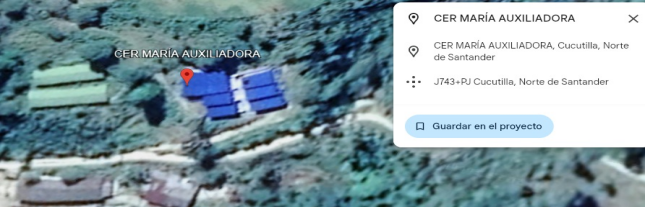 CER MARÍA AUXILIADORA
CER MARÍA AUXILIADORA
CER MARÍA AUXILIADORA, Cucutilla, Norte
de Santander
J743+PJ Cucutilla, Norte de Santander
Guardar en el proyecto